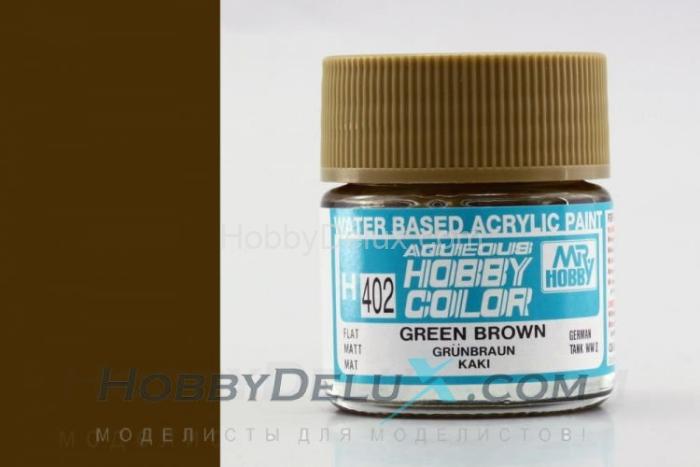 WATER BASED ACRYLIC PAINT
HobbyDelux.com
AQUEOUS
HOBBY
COLOR
MR.
HOBBY
H 402
FLAT
MATT
MAT
GREEN BROWN
GRÜNBRAUN
KAKI
GERMAN
TANK WW II
HOBBYDELUX.COM
МОДЕЛИСТЫ ДЛЯ МОДЕЛИСТОВ!